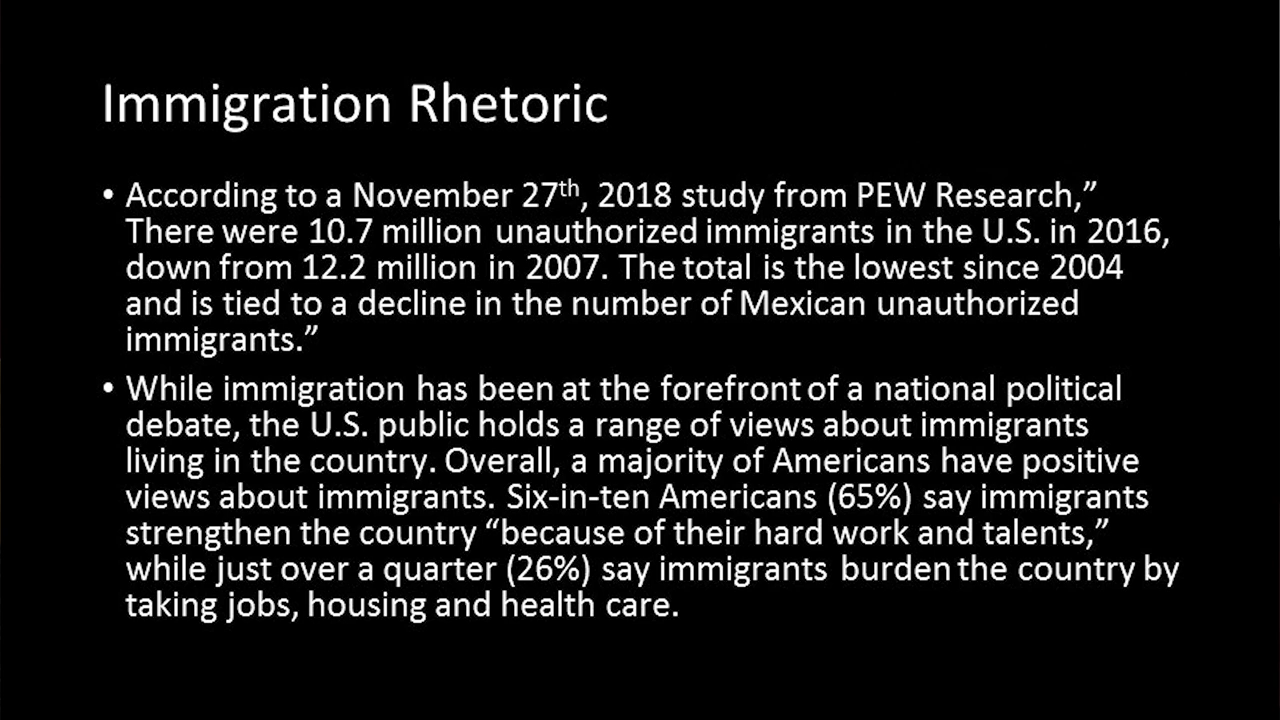 Immigration Rhetoric
• According to a November 27th, 2018 study from PEW Research,”
There were 10.7 million unauthorized immigrants in the U.S. in 2016,
down from 12.2 million in 2007. The total is the lowest since 2004
and is tied to a decline in the number of Mexican unauthorized
immigrants.”
• While immigration has been at the forefront of a national political
debate, the U.S. public holds a range of views about immigrants
living in the country. Overall, a majority of Americans have positive
views about immigrants. Six-in-ten Americans (65%) say immigrants
strengthen the country “because of their hard work and talents,”
while just over a quarter (26%) say immigrants burden the country by
taking jobs, housing and health care.